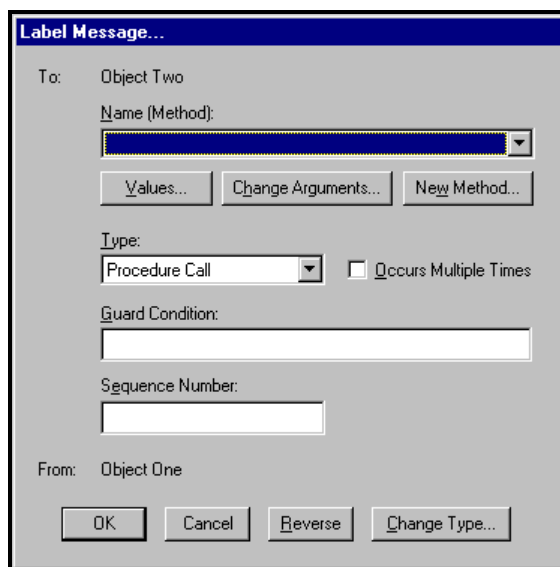 Label Message...
To: Object Two
Name (Method):
Values... Change Arguments... New Method...
Type:
Procedure Call Occurs Multiple Times
Guard Condition:
Sequence Number:
From: Object One
OK Cancel Reverse Change Type...